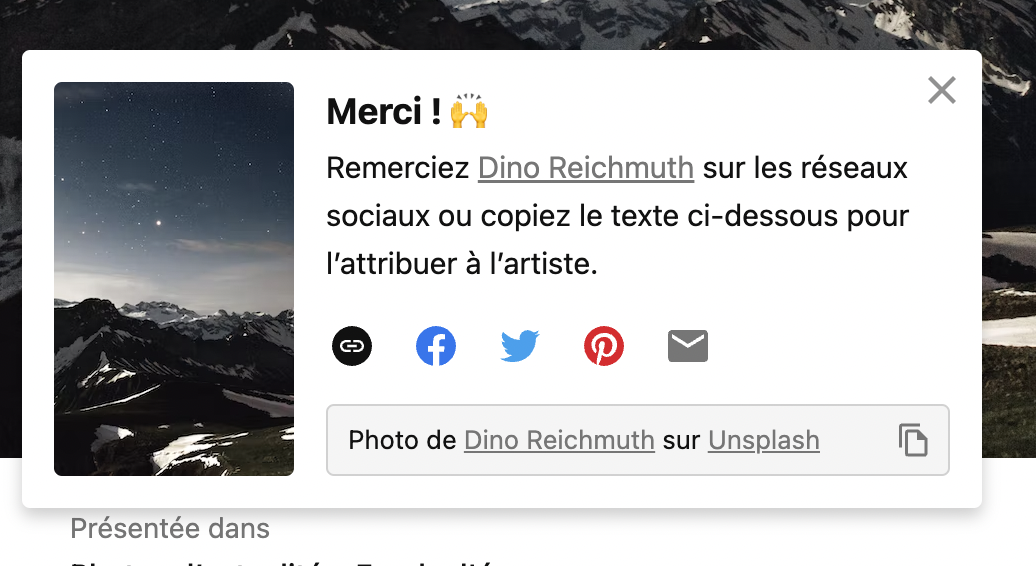 Merci ! 🙌
Remerciez Dino Reichmuth sur les réseaux
sociaux ou copiez le texte ci-dessous pour
l’attribuer à l’artiste.
Photo de Dino Reichmuth sur Unsplash
Présentée dans